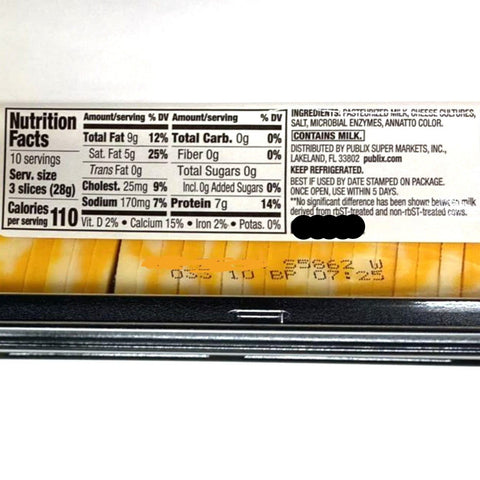 Nutrition
Facts
10 servings
Serv. size
3 slices (28g)
Calories
per serving 110
Amount/serving % DV
Total Fat 9g 12%
Sat. Fat 5g 25%
Trans Fat 0g
Cholest. 25mg 9%
Sodium 170mg 7%
Amount/serving % DV
Total Carb. 0g 0%
Fiber 0g 0%
Total Sugars 0g
Incl. 0g Added Sugars 0%
Protein 7g 14%
Vit. D 2% • Calcium 15% • Iron 2% • Potas. 0%
INGREDIENTS: PASTEURIZED MILK, CHEESE CULTURES,
SALT, MICROBIAL ENZYMES, ANNATTO COLOR.
CONTAINS MILK.
DISTRIBUTED BY PUBLIX SUPER MARKETS, INC.,
LAKELAND, FL 33802 publix.com
KEEP REFRIGERATED.
BEST IF USED BY DATE STAMPED ON PACKAGE.
ONCE OPEN, USE WITHIN 5 DAYS.
**No significant difference has been shown between milk
derived from rbST-treated and non-rbST-treated cows.
S5862 W
033 10 BP 07:25